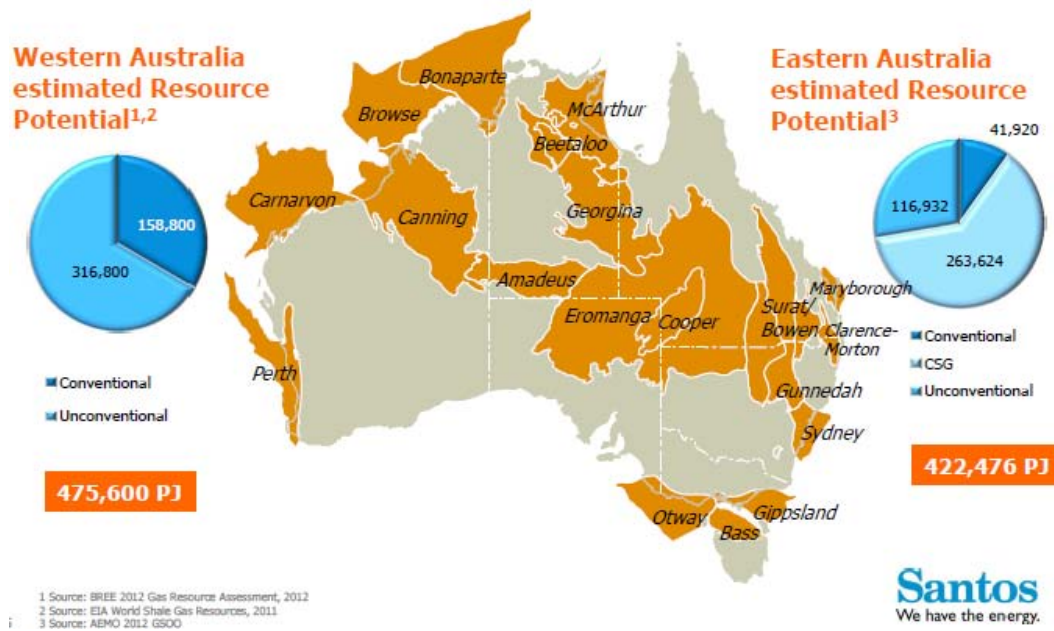 Western Australia
estimated Resource
Potential1,2
158,800
316,800
Conventional
Unconventional
475,600 PJ
Bonaparte
Browse
McArthur
Beetaloo
Carnarvon
Canning
Georgina
Amadeus
Maryborough
Eromanga
Cooper
Surat/
Bowen
Clarence-
Morton
Perth
Gunnedah
Sydney
Otway
Gippsland
Bass
Eastern Australia
estimated Resource
Potential3
41,920
116,932
263,624
Conventional
CSG
Unconventional
422,476 PJ
1 Source: BREE 2012 Gas Resource Assessment, 2012
2 Source: EIA World Shale Gas Resources, 2011
3 Source: AEMO 2012 GSOO
Santos
We have the energy.